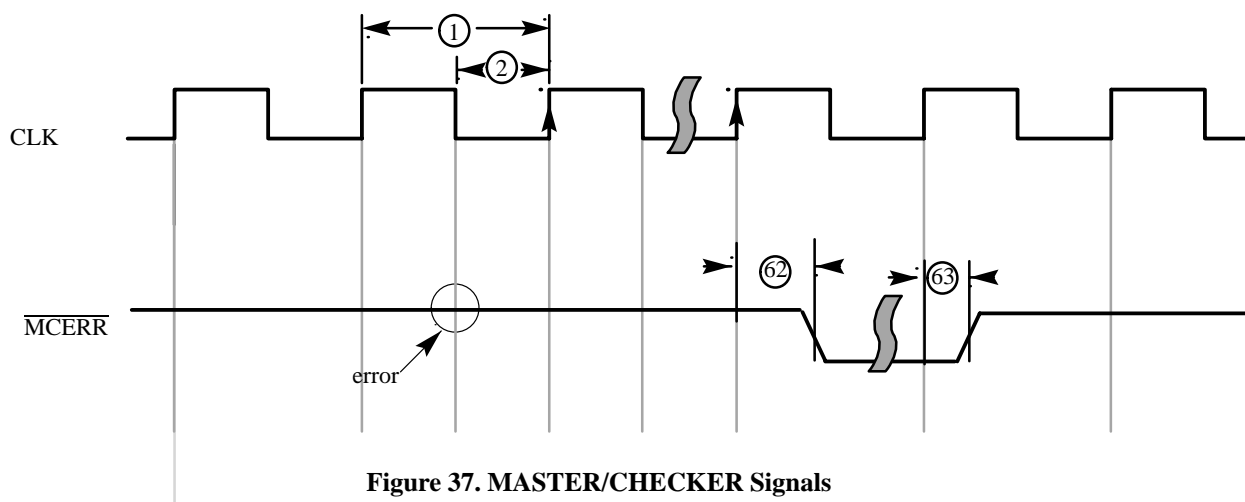 1
2
CLK
62
63
MCERR
error
Figure 37. MASTER/CHECKER Signals